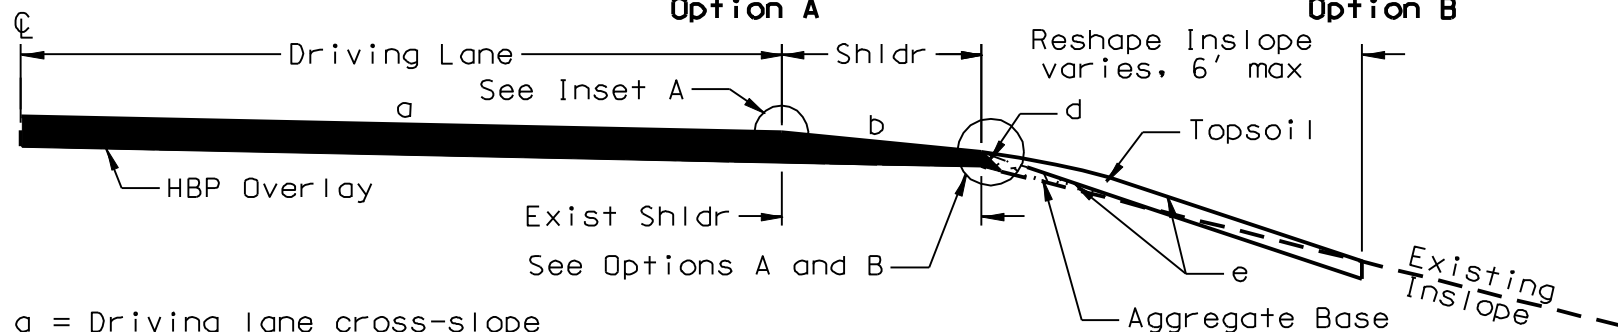 Option A
Option B
℄
Driving Lane
Shldr
Reshape Inslope
varies, 6' max
See Inset A
a
b
d
Topsoil
HBP Overlay
Exist Shldr
See Options A and B
e
Existing
Inslope
Aggregate Base
a = Driving lane cross-slope